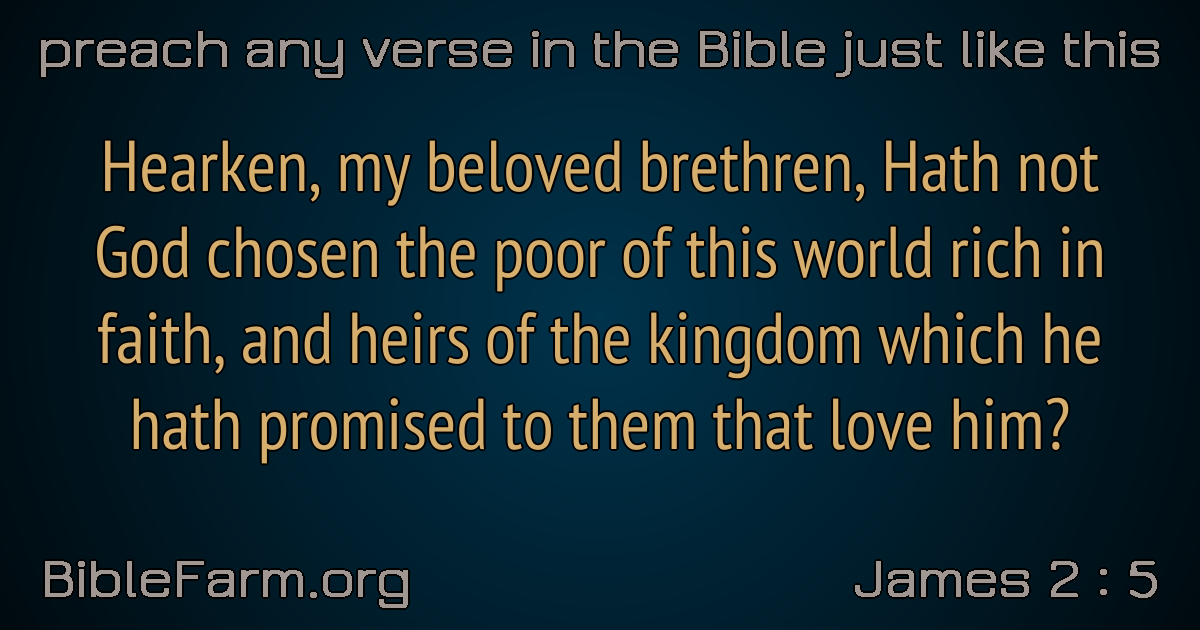 preach any verse in the Bible just like this
Hearken, my beloved brethren, Hath not
God chosen the poor of this world rich in
faith, and heirs of the kingdom which he
hath promised to them that love him?
BibleFarm.org
James 2 : 5